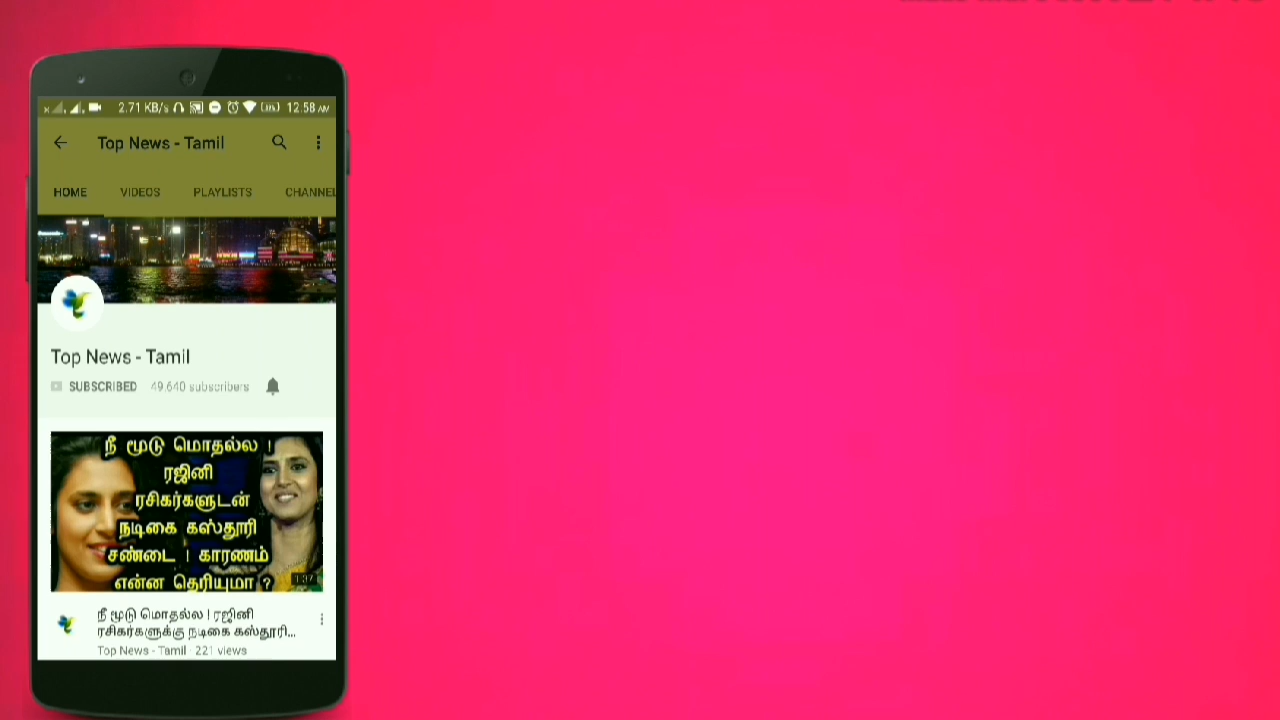 2.71 KB/s 12.58 AM
Top News - Tamil
HOME VIDEOS PLAYLISTS CHANNEL
Top News - Tamil
SUBSCRIBED 49,640 subscribers
நீ மூடு மொதல்ல !
ரஜினி
ரசிகர்களுடன்
நடிகை கஸ்தூரி
சண்டை ! காரணம்
என்ன தெரியுமா ?
நீ மூடு மொதல்ல ! ரஜினி
ரசிகர்களுக்கு நடிகை கஸ்தூரி...
Top News - Tamil · 221 views